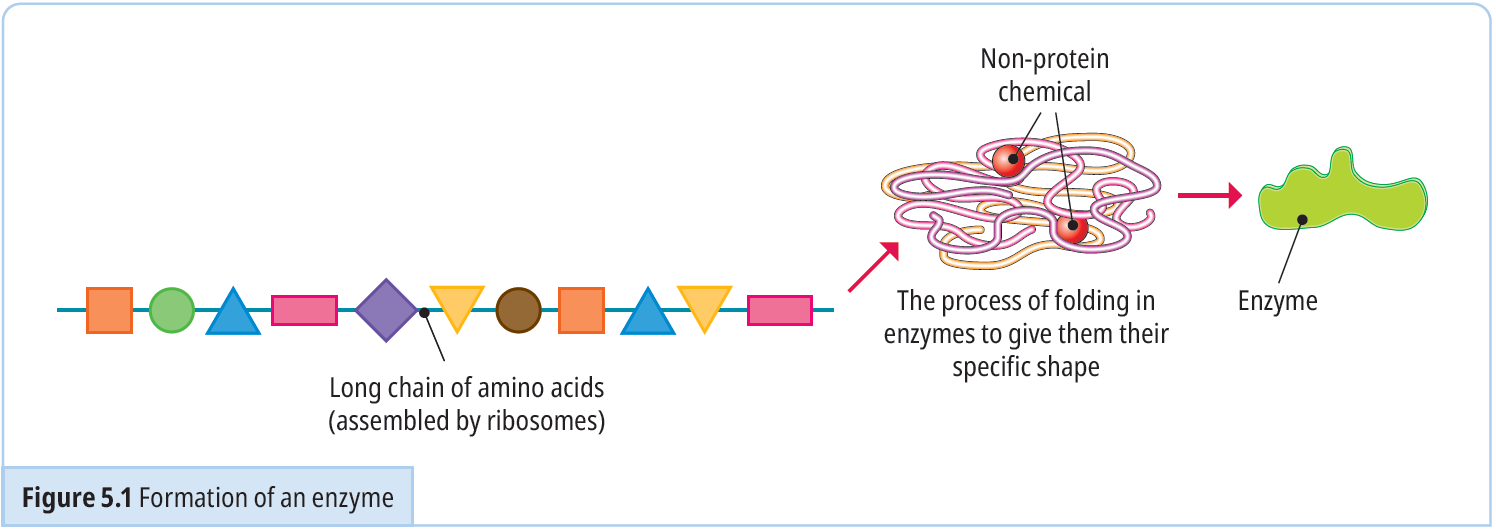 Non-protein
chemical
The process of folding in
enzymes to give them their
specific shape
Enzyme
Long chain of amino acids
(assembled by ribosomes)
Figure 5.1 Formation of an enzyme